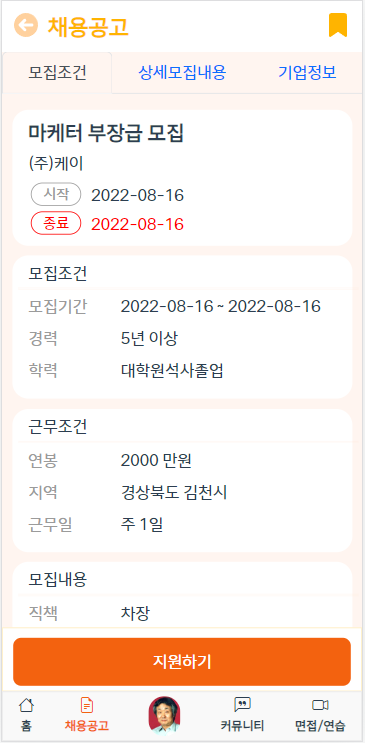 채용공고
모집조건 상세모집내용 기업정보
마케터 부장급 모집
(주)케이
시작 2022-08-16
종료 2022-08-16
모집조건
모집기간 2022-08-16 ~ 2022-08-16
경력 5년 이상
학력 대학원석사졸업
근무조건
연봉 2000 만원
지역 경상북도 김천시
근무일 주 1일
모집내용
직책 차장
지원하기
홈 채용공고 커뮤니티 면접/연습